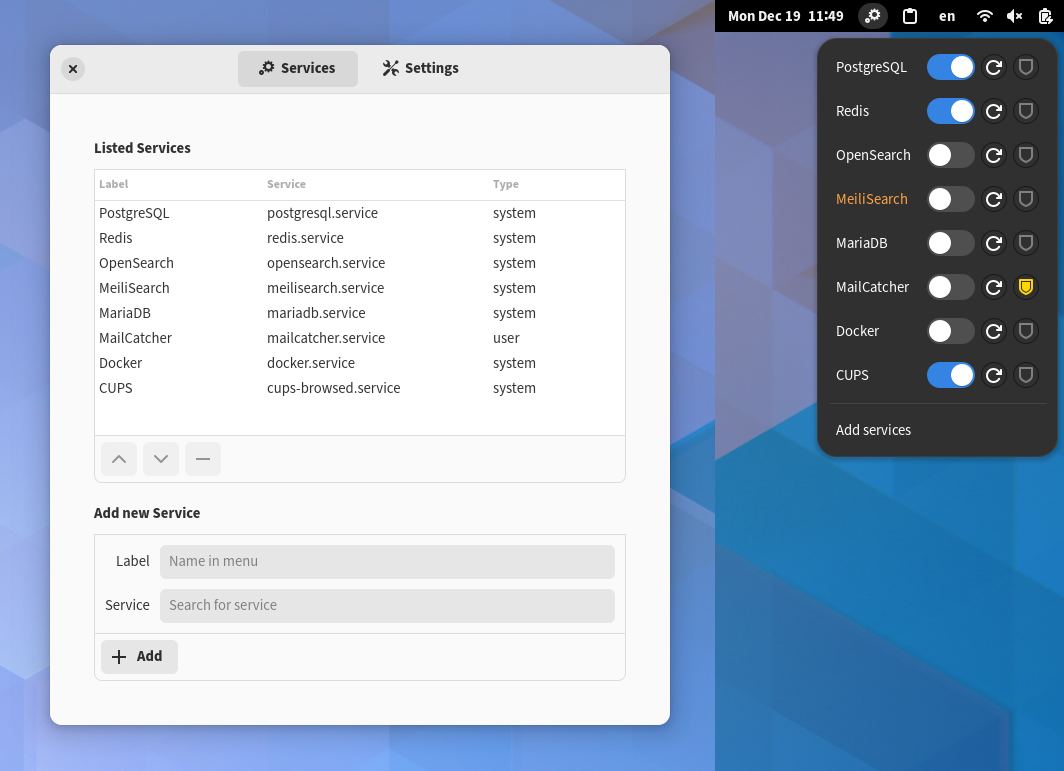 Mon Dec 19 11:49 en
Services Settings
Listed Services
Label Service Type
PostgreSQL postgresql.service system
Redis redis.service system
OpenSearch opensearch.service system
MeiliSearch meilisearch.service system
MariaDB mariadb.service system
MailCatcher mailcatcher.service user
Docker docker.service system
CUPS cups-browsed.service system
Add new Service
Label Name in menu
Service Search for service
Add
PostgreSQL
Redis
OpenSearch
MeiliSearch
MariaDB
MailCatcher
Docker
CUPS
Add services